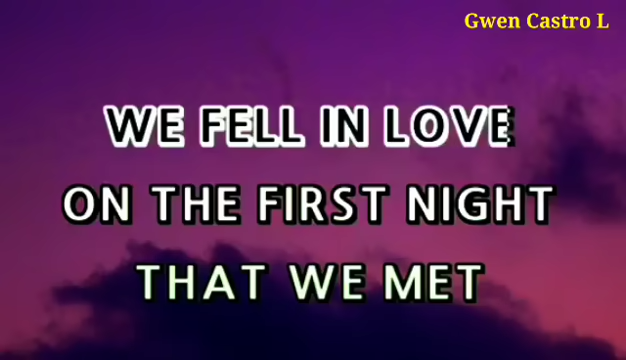 Gwen Castro L
WE FELL IN LOVE
ON THE FIRST NIGHT
THAT WE MET